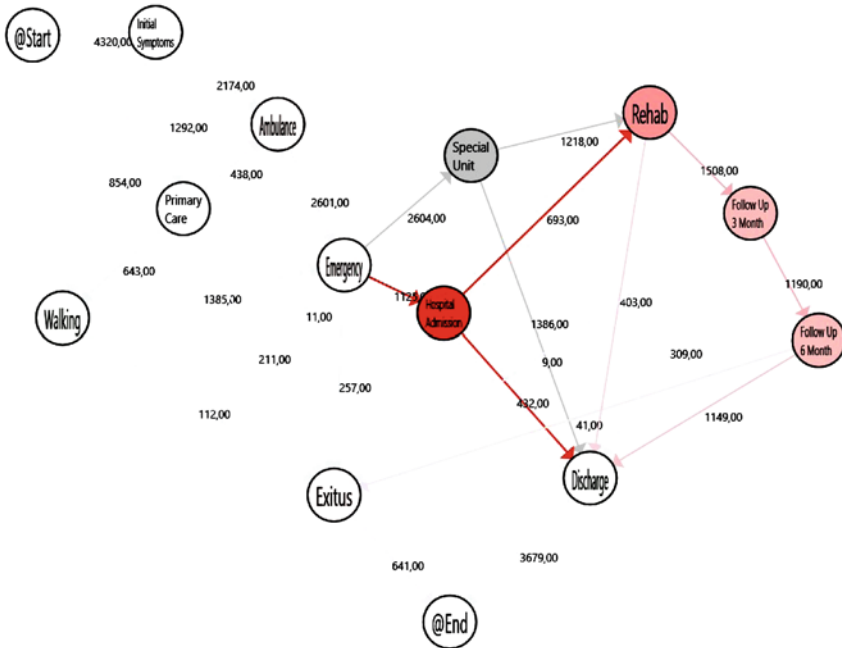 @Start
4320,00
Initial
Symptoms
2174,00
1292,00
Ambulance
Rehab
1218,00
Special
Unit
1508,00
854,00
438,00
Primary
Care
2601,00
2604,00
693,00
Follow Up
3 Month
643,00
Emergency
1190,00
1385,00
Walking
11,00
Hospital
Admission
1386,00
403,00
Follow Up
6 Month
211,00
9,00
309,00
257,00
112,00
432,00
41,00
1149,00
Exitus
Discharge
641,00
3679,00
@End